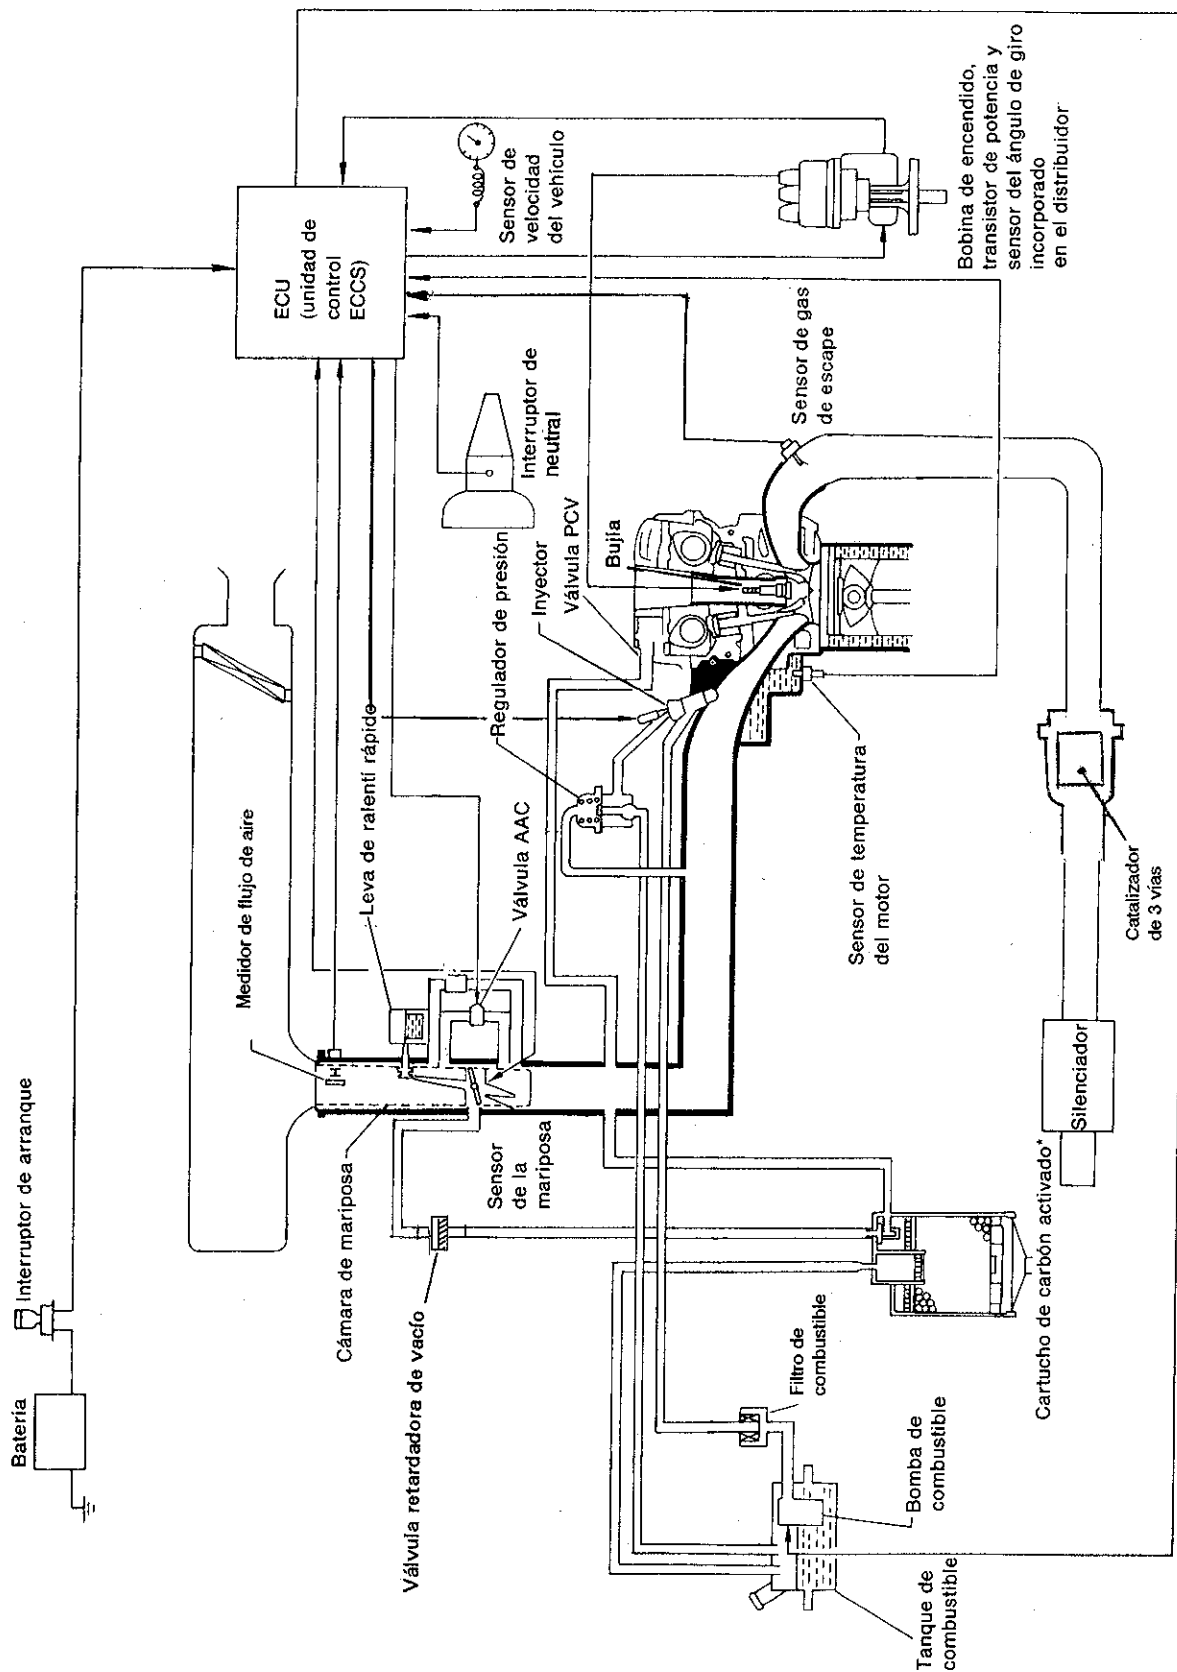 Batería
Interruptor de arranque
ECU
(unidad de
control
ECCS)
Sensor de
velocidad
del vehículo
Bobina de encendido,
transistor de potencia y
sensor del ángulo de giro
incorporado
en el distribuidor
Interruptor de
neutral
Medidor de flujo de aire
Leva de ralentí rápido
Válvula AAC
Regulador de presión
Inyector
Válvula PCV
Bujía
Sensor de gas
de escape
Cámara de mariposa
Sensor
de la
mariposa
Válvula retardadora de vacío
Sensor de temperatura
del motor
Filtro de
combustible
Bomba de
combustible
Tanque de
combustible
Cartucho de carbón activado*
Silenciador
Catalizador
de 3 vías